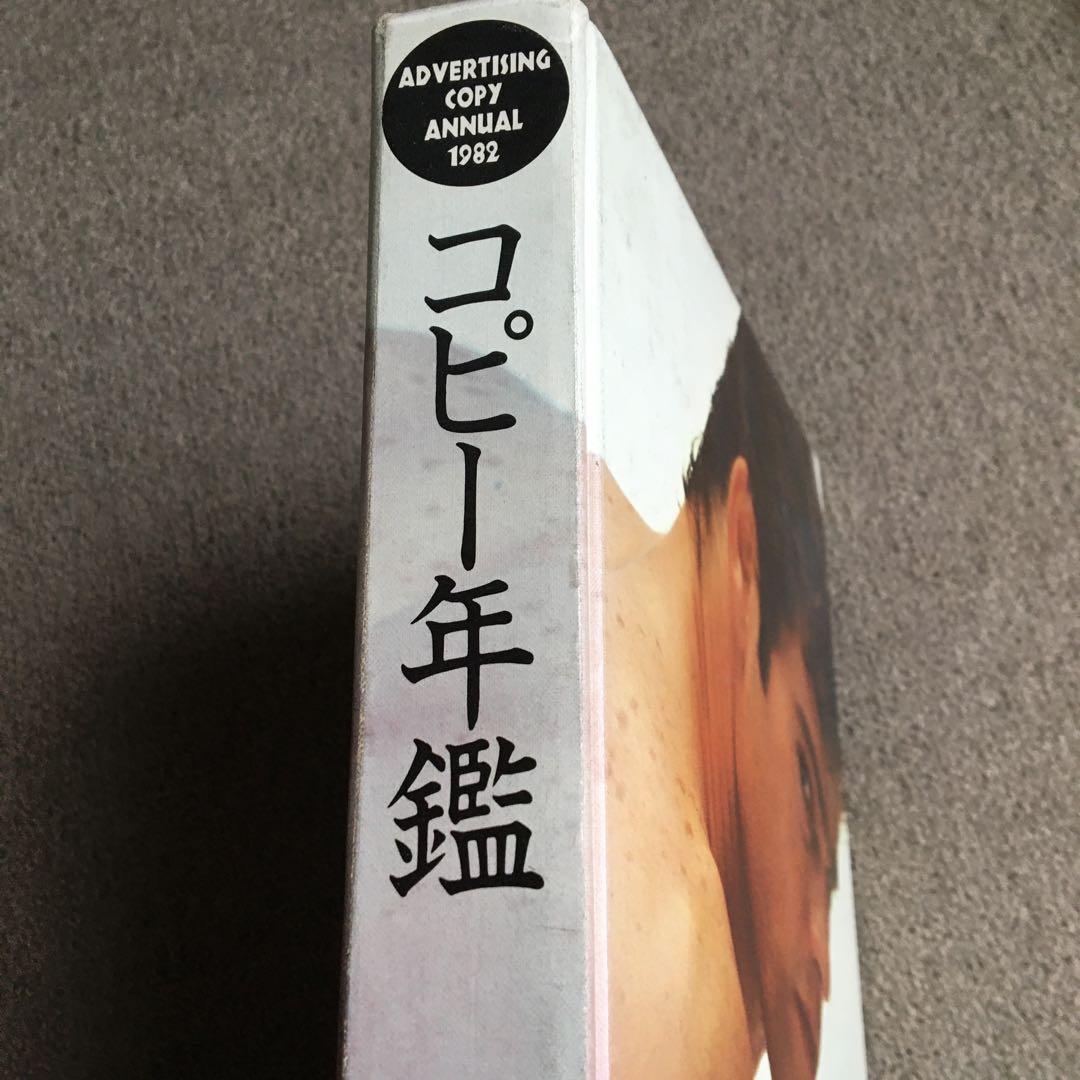 ADVERTISING
COPY
ANNUAL
1982
コピー年鑑